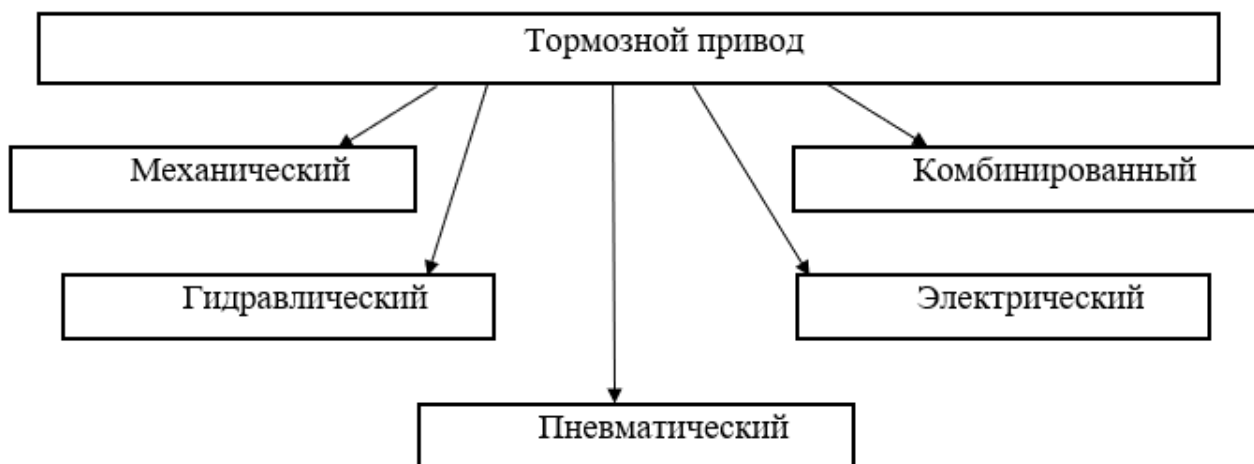 Тормозной привод
Механический
Комбинированный
Гидравлический
Электрический
Пневматический